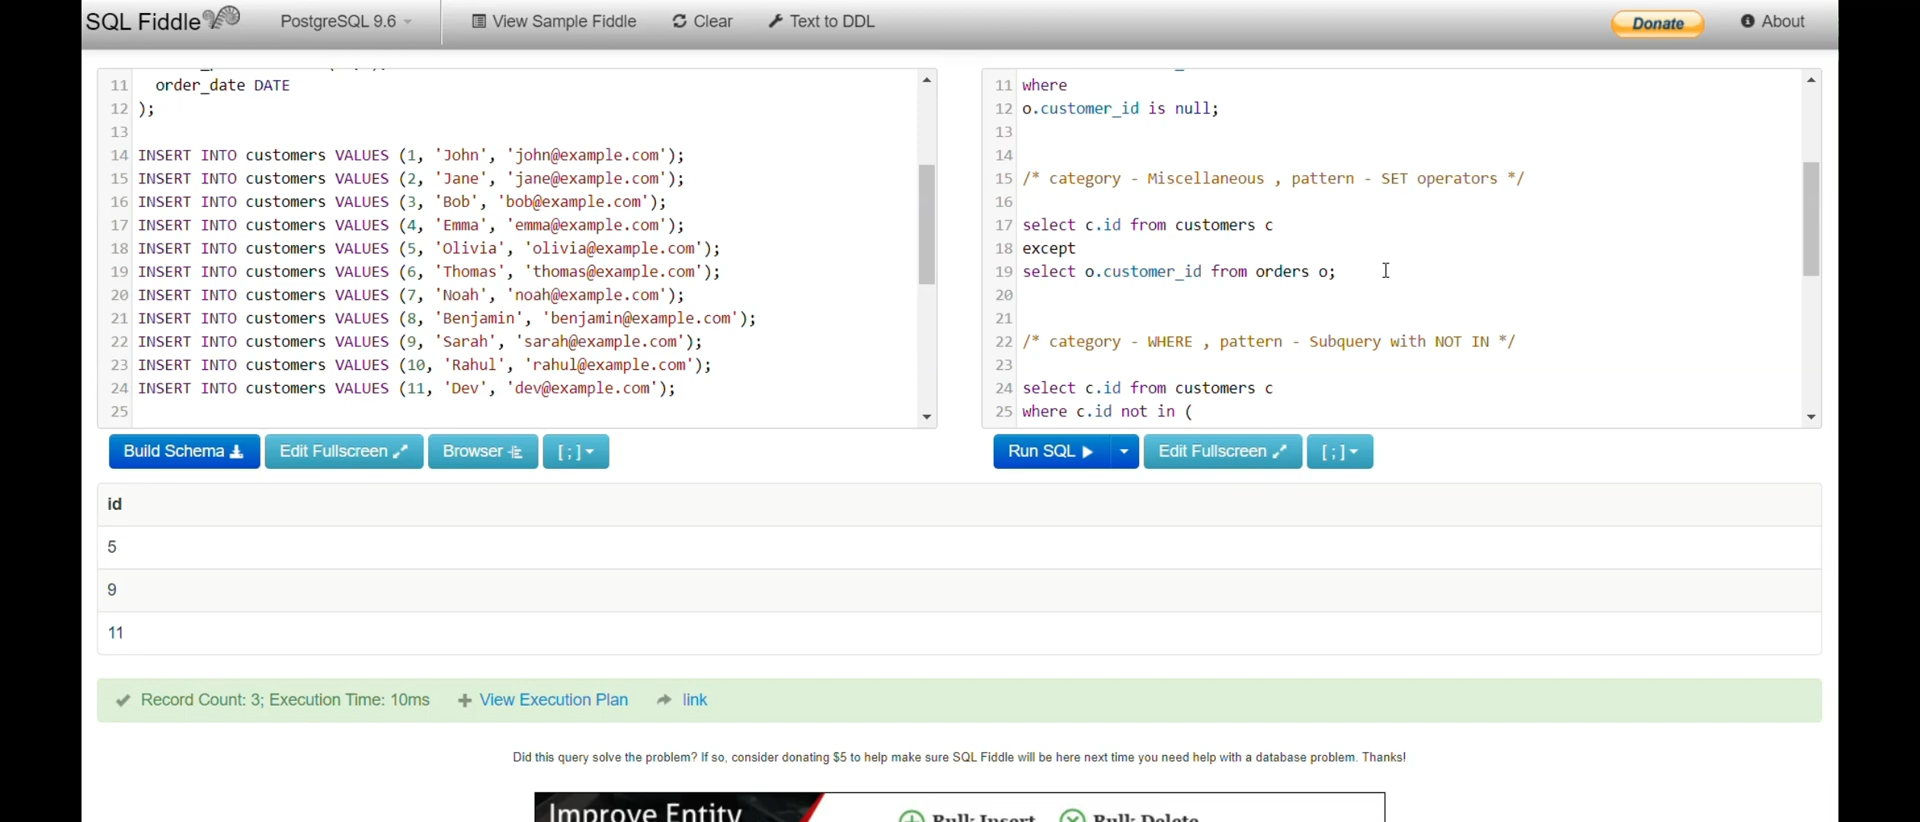 SQL Fiddle PostgreSQL 9.6 View Sample Fiddle Clear Text to DDL Donate About
11 order_date DATE
12 );
13
14 INSERT INTO customers VALUES (1, 'John', 'john@example.com');
15 INSERT INTO customers VALUES (2, 'Jane', 'jane@example.com');
16 INSERT INTO customers VALUES (3, 'Bob', 'bob@example.com');
17 INSERT INTO customers VALUES (4, 'Emma', 'emma@example.com');
18 INSERT INTO customers VALUES (5, 'Olivia', 'olivia@example.com');
19 INSERT INTO customers VALUES (6, 'Thomas', 'thomas@example.com');
20 INSERT INTO customers VALUES (7, 'Noah', 'noah@example.com');
21 INSERT INTO customers VALUES (8, 'Benjamin', 'benjamin@example.com');
22 INSERT INTO customers VALUES (9, 'Sarah', 'sarah@example.com');
23 INSERT INTO customers VALUES (10, 'Rahul', 'rahul@example.com');
24 INSERT INTO customers VALUES (11, 'Dev', 'dev@example.com');
25
Build Schema Edit Fullscreen Browser [ ; ]
11 where
12 o.customer_id is null;
13
14
15 /* category - Miscellaneous , pattern - SET operators */
16
17 select c.id from customers c
18 except
19 select o.customer_id from orders o;
20
21
22 /* category - WHERE , pattern - Subquery with NOT IN */
23
24 select c.id from customers c
25 where c.id not in (
Run SQL Edit Fullscreen [ ; ]
id
5
9
11
Record Count: 3; Execution Time: 10ms View Execution Plan link
Did this query solve the problem? If so, consider donating $5 to help make sure SQL Fiddle will be here next time you need help with a database problem. Thanks!
Improve Entity Bulk Insert Bulk Delete